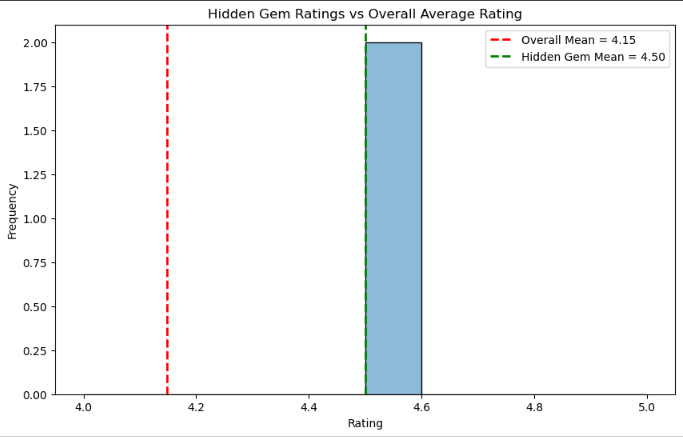 Hidden Gem Ratings vs Overall Average Rating
Overall Mean = 4.15
Hidden Gem Mean = 4.50
Frequency
2.00
1.75
1.50
1.25
1.00
0.75
0.50
0.25
0.00
4.0 4.2 4.4 4.6 4.8 5.0
Rating